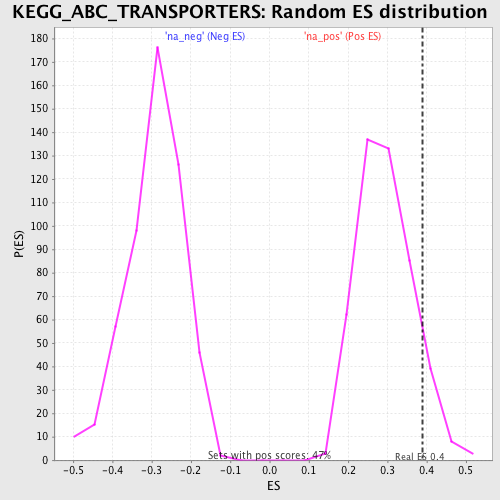 KEGG_ABC_TRANSPORTERS: Random ES distribution
'na_neg' (Neg ES)
'na_pos' (Pos ES)
P(ES)
180
170
160
150
140
130
120
110
100
90
80
70
60
50
40
30
20
10
0
Sets with pos scores: 47%
Real ES 0.4
-0.5 -0.4 -0.3 -0.2 -0.1 0.0 0.1 0.2 0.3 0.4 0.5
ES